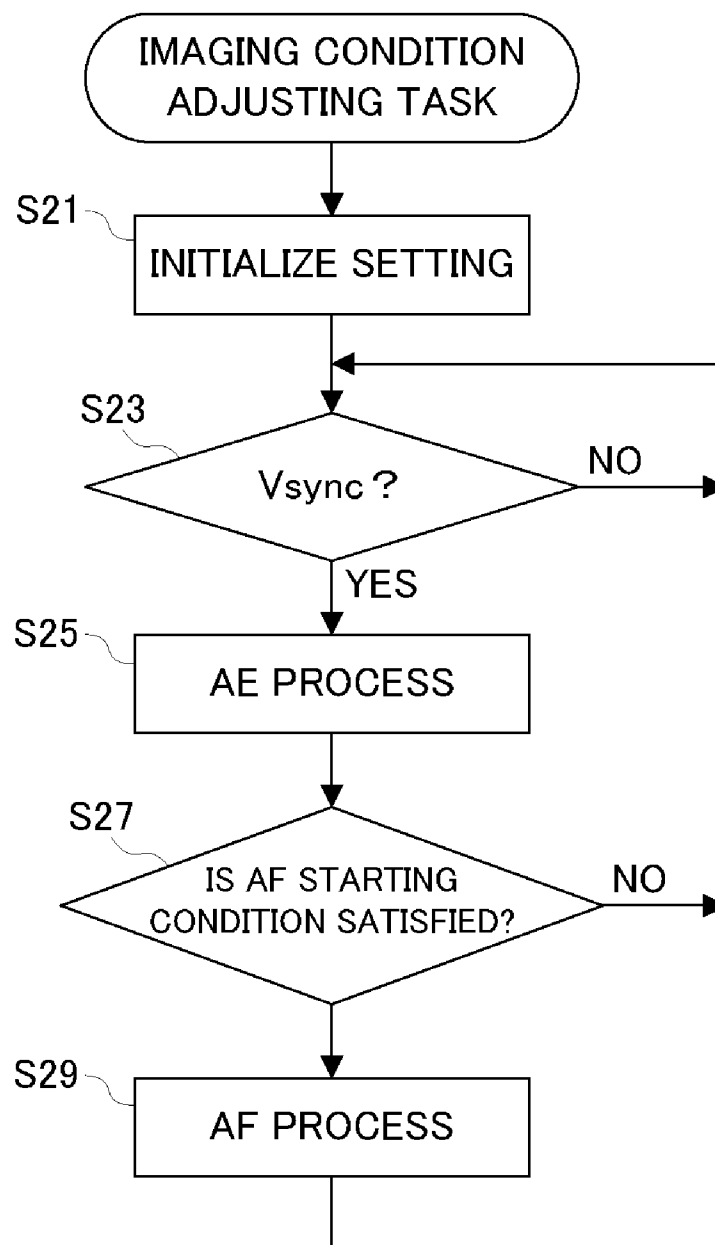 IMAGING CONDITION
ADJUSTING TASK
S21
INITIALIZE SETTING
S23
Vsync?
NO
YES
S25
AE PROCESS
S27
IS AF STARTING
CONDITION SATISFIED?
NO
S29
AF PROCESS